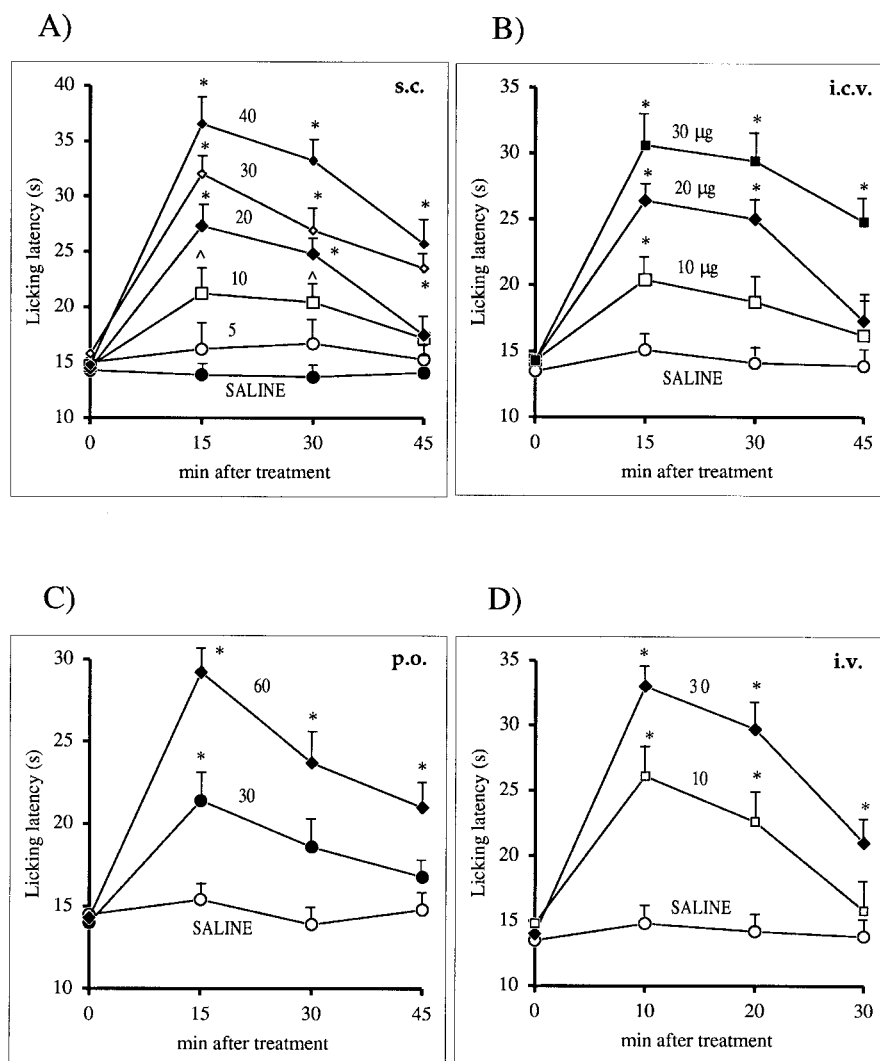 A)
s.c.
40
35
30
25
20
15
10
Licking latency (s)
*
*
40
*
30
*
*
*
20
*
*
^
^
*
10
5
SALINE
0 15 30 45
min after treatment
B)
i.c.v.
35
30
25
20
15
10
Licking latency (s)
*
*
30 µg
*
20 µg
*
*
*
10 µg
SALINE
0 15 30 45
min after treatment
C)
p.o.
30
25
20
15
10
Licking latency (s)
*
60
*
*
*
30
SALINE
0 15 30 45
min after treatment
D)
i.v.
35
30
25
20
15
10
Licking latency (s)
*
30
*
*
10
*
*
SALINE
0 10 20 30
min after treatment